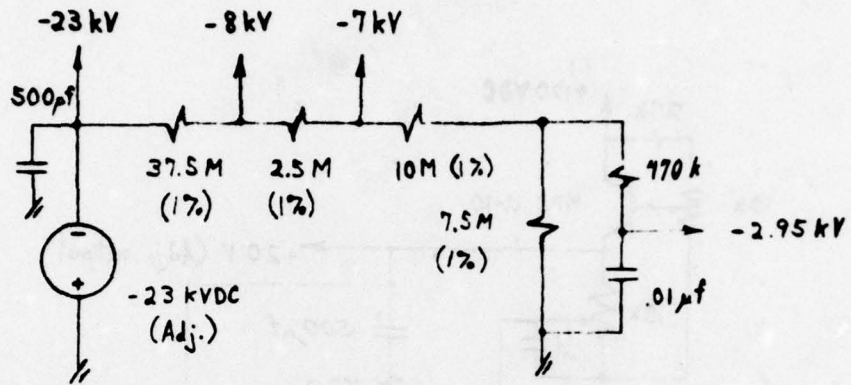 -23 kV
-8 kV
-7 kV
500pf
37.5M
(1%)
2.5M
(1%)
10M (1%)
470k
7.5M
(1%)
-2.95 kV
.01μf
-
+
-23 kVDC
(Adj.)